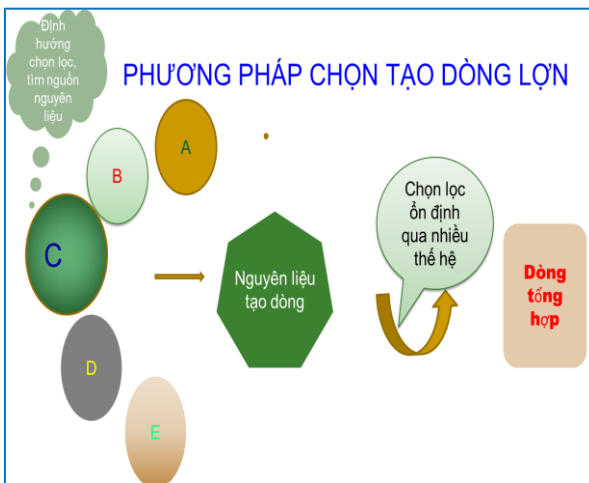 Định
hướng
chọn lọc,
tìm nguồn
nguyên
liệu
PHƯƠNG PHÁP CHỌN TẠO DÒNG LỢN
A
B
C
D
E
Nguyên liệu
tạo dòng
Chọn lọc
ổn định
qua nhiều
thế hệ
Dòng
tổng
hợp